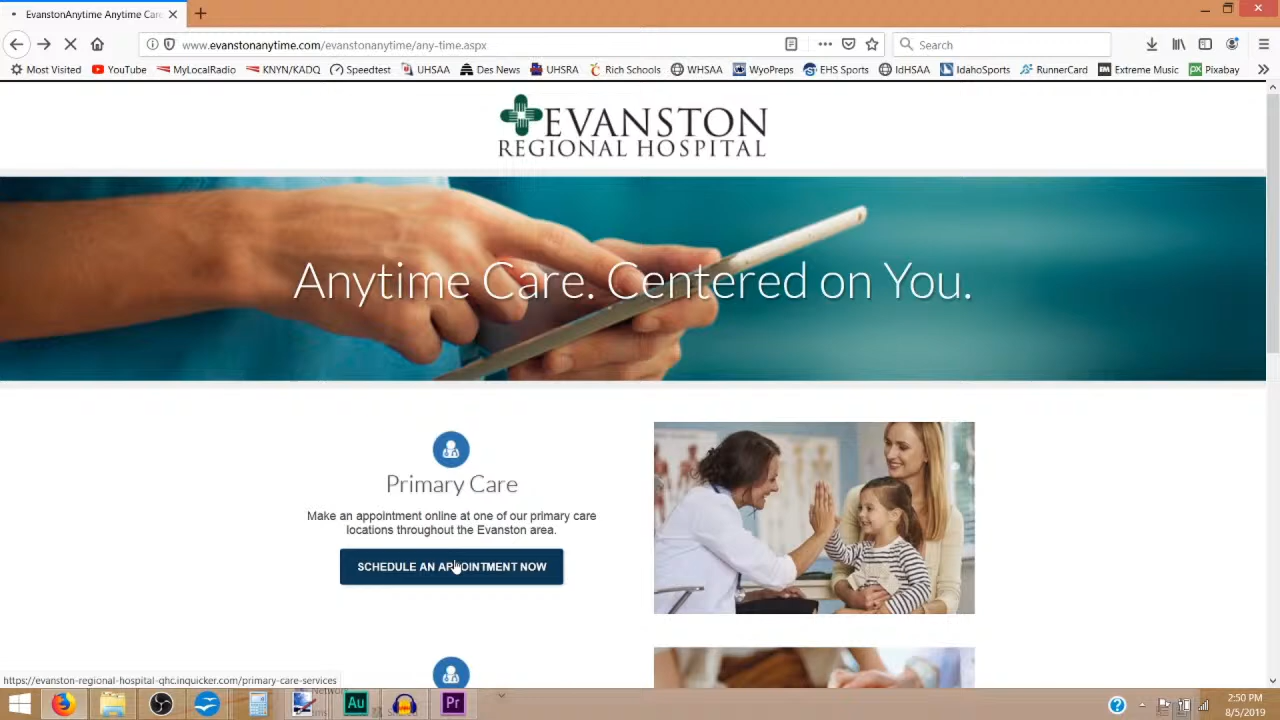 EvanstonAnytime Anytime Care
www.evanstonanytime.com/evanstonanytime/any-time.aspx
Search
Most Visited YouTube MyLocalRadio KNYN/KADQ Speedtest UHSAA Des News UHSRA Rich Schools WHSAA WyoPreps EHS Sports IdHSAA IdahoSports RunnerCard Extreme Music Pixabay
EVANSTON
REGIONAL HOSPITAL
Anytime Care. Centered on You.
Primary Care
Make an appointment online at one of our primary care
locations throughout the Evanston area.
SCHEDULE AN APPOINTMENT NOW
https://evanston-regional-hospital-qhc.inquicker.com/primary-care-services
Au
Pr
2:50 PM
8/5/2019